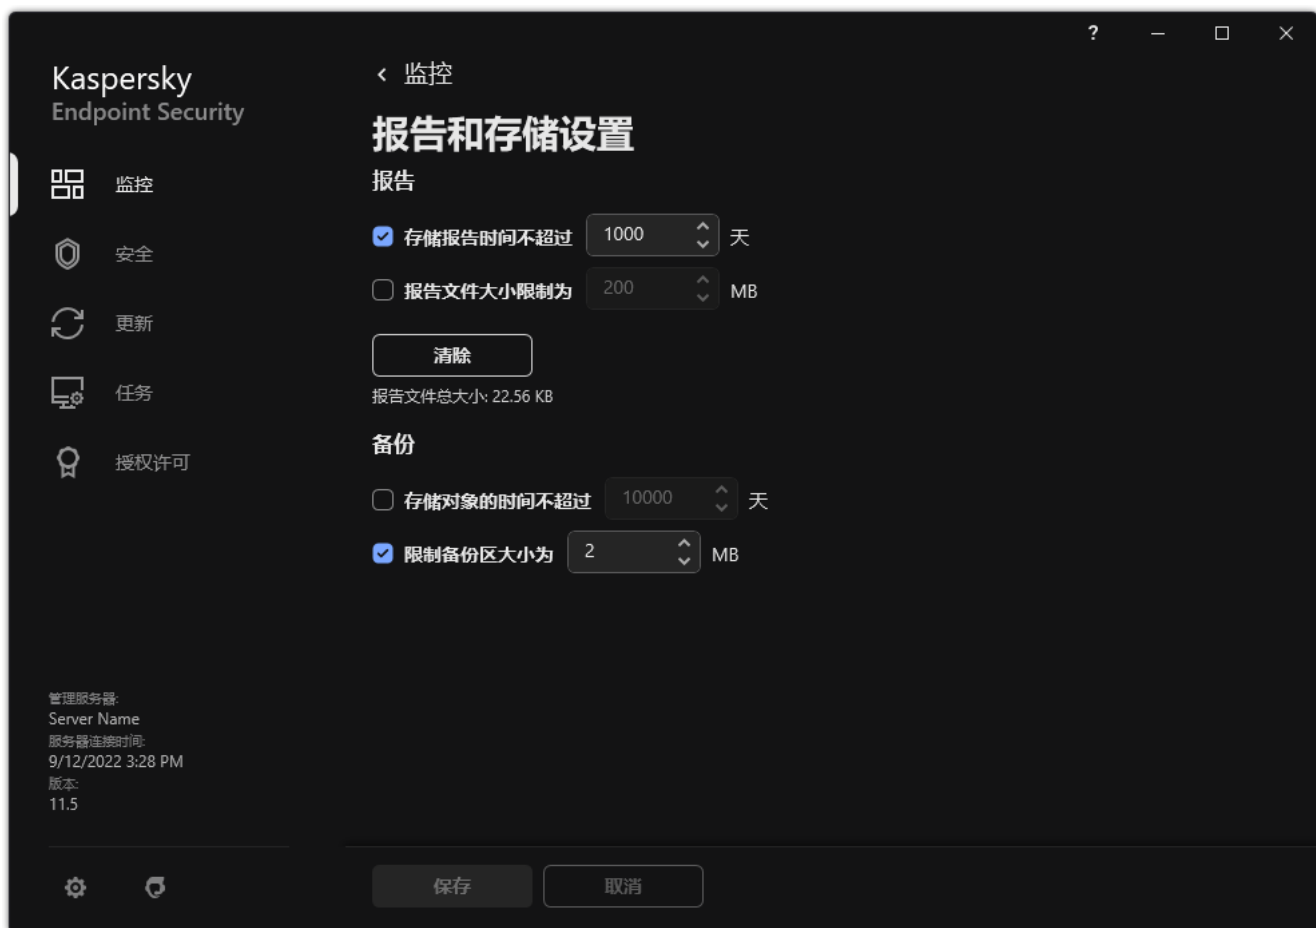 ?
Kaspersky
Endpoint Security
监控
安全
更新
任务
授权许可
管理服务器:
Server Name
服务器连接时间:
9/12/2022 3:28 PM
版本:
11.5
监控
报告和存储设置
报告
存储报告时间不超过 1000 天
报告文件大小限制为 200 MB
清除
报告文件总大小: 22.56 KB
备份
存储对象的时间不超过 10000 天
限制备份区大小为 2 MB
保存 取消